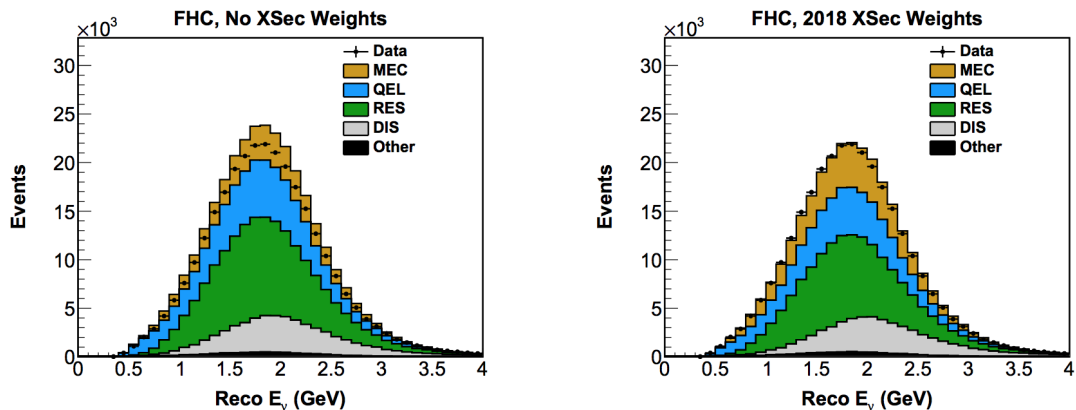 FHC, No XSec Weights
×10³
30
25
20
15
10
5
0
Events
Data
MEC
QEL
RES
DIS
Other
0 0.5 1 1.5 2 2.5 3 3.5 4
Reco Eν (GeV)
FHC, 2018 XSec Weights
×10³
30
25
20
15
10
5
0
Events
Data
MEC
QEL
RES
DIS
Other
0 0.5 1 1.5 2 2.5 3 3.5 4
Reco Eν (GeV)